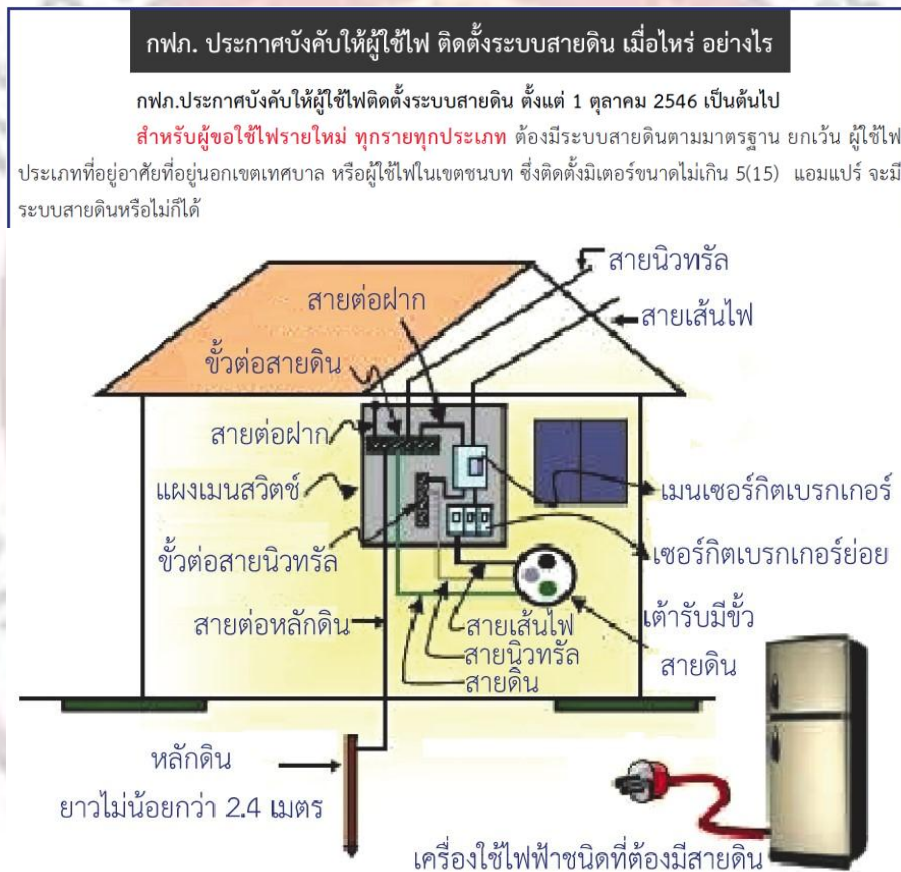 กฟภ. ประกาศบังคับให้ผู้ใช้ไฟ ติดตั้งระบบสายดิน เมื่อไหร่ อย่างไร
กฟภ.ประกาศบังคับให้ผู้ใช้ไฟติดตั้งระบบสายดิน ตั้งแต่ 1 ตุลาคม 2546 เป็นต้นไป
สำหรับผู้ขอใช้ไฟรายใหม่ ทุกรายทุกประเภท ต้องมีระบบสายดินตามมาตรฐาน ยกเว้น ผู้ใช้ไฟ
ประเภทที่อยู่อาศัยที่อยู่นอกเขตเทศบาล หรือผู้ใช้ไฟในเขตชนบท ซึ่งติดตั้งมิเตอร์ขนาดไม่เกิน 5(15) แอมแปร์ จะมี
ระบบสายดินหรือไม่ก็ได้
สายนิวทรัล
สายต่อฝาก
สายเส้นไฟ
ขั้วต่อสายดิน
สายต่อฝาก
แผงเมนสวิตช์
เมนเซอร์กิตเบรกเกอร์
ขั้วต่อสายนิวทรัล
เซอร์กิตเบรกเกอร์ย่อย
สายต่อหลักดิน
สายเส้นไฟ
เต้ารับมีขั้ว
สายนิวทรัล
สายดิน
สายดิน
หลักดิน
ยาวไม่น้อยกว่า 2.4 เมตร
เครื่องใช้ไฟฟ้าชนิดที่ต้องมีสายดิน